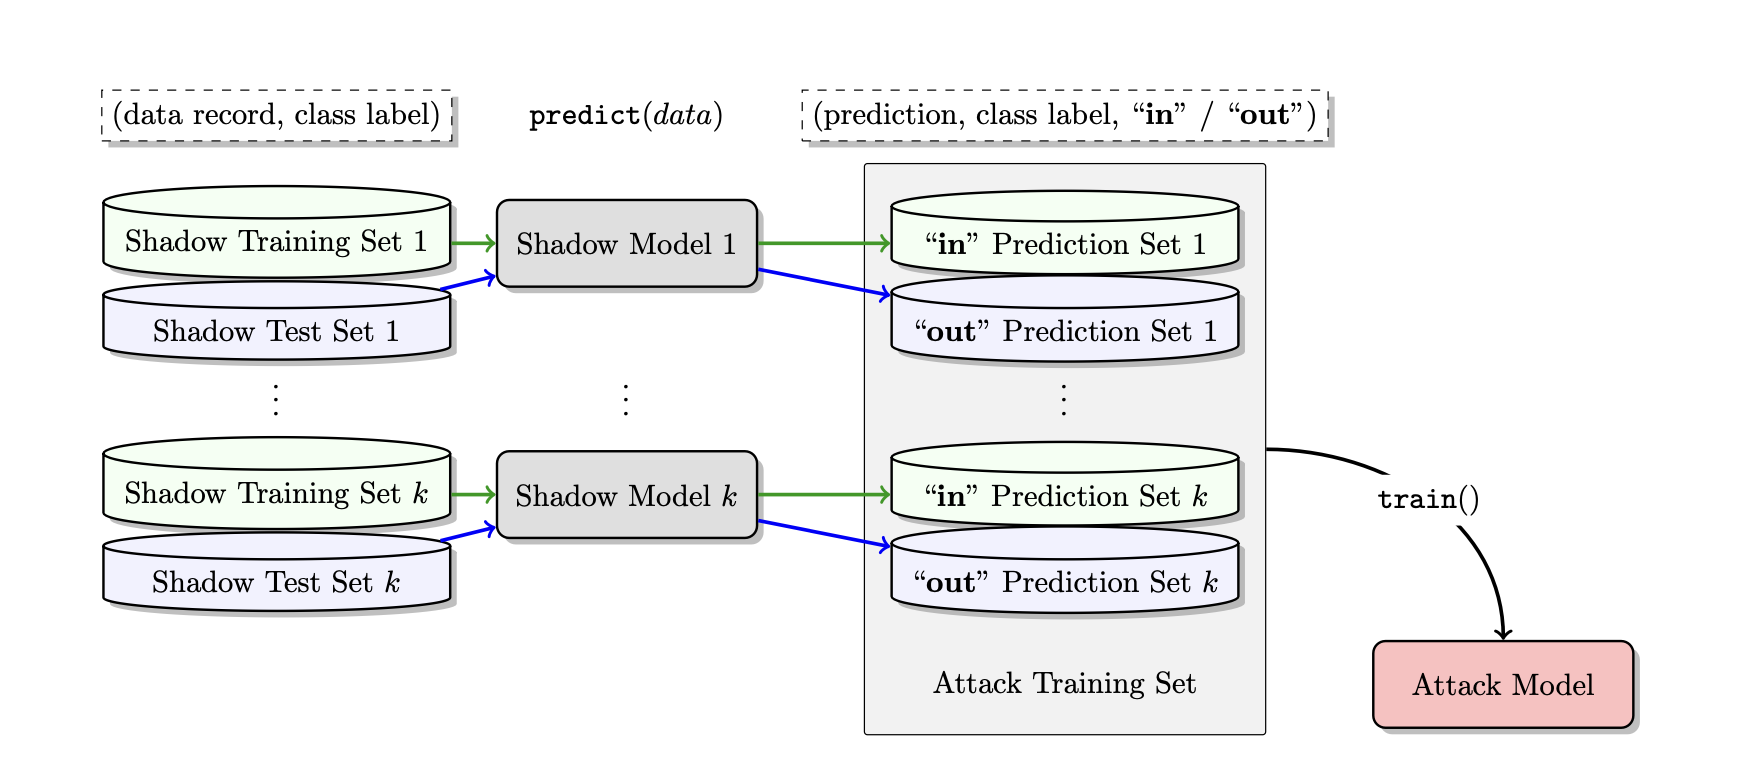 (data record, class label)
predict(data)
(prediction, class label, “in” / “out”)
Shadow Training Set 1
Shadow Model 1
“in” Prediction Set 1
Shadow Test Set 1
“out” Prediction Set 1
Shadow Training Set k
Shadow Model k
“in” Prediction Set k
train()
Shadow Test Set k
“out” Prediction Set k
Attack Training Set
Attack Model